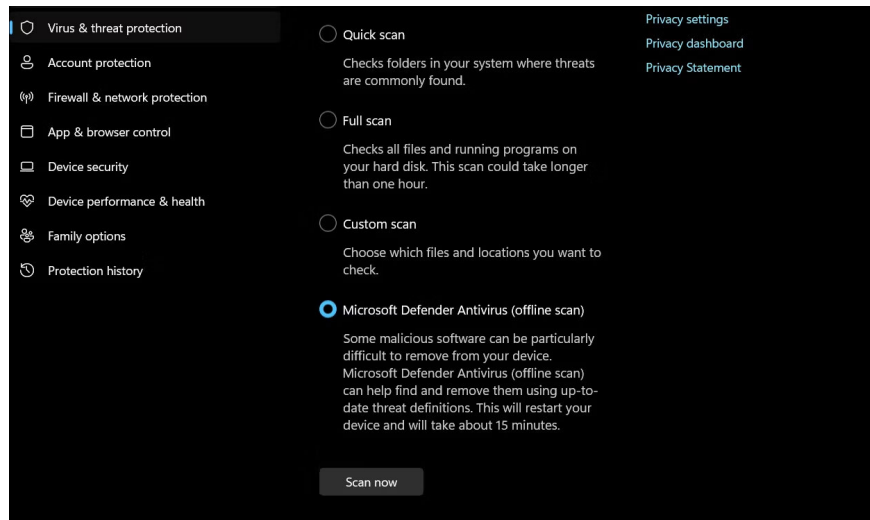 Virus & threat protection
Account protection
Firewall & network protection
App & browser control
Device security
Device performance & health
Family options
Protection history
Quick scan
Checks folders in your system where threats
are commonly found.
Full scan
Checks all files and running programs on
your hard disk. This scan could take longer
than one hour.
Custom scan
Choose which files and locations you want to
check.
Microsoft Defender Antivirus (offline scan)
Some malicious software can be particularly
difficult to remove from your device.
Microsoft Defender Antivirus (offline scan)
can help find and remove them using up-to-
date threat definitions. This will restart your
device and will take about 15 minutes.
Scan now
Privacy settings
Privacy dashboard
Privacy Statement